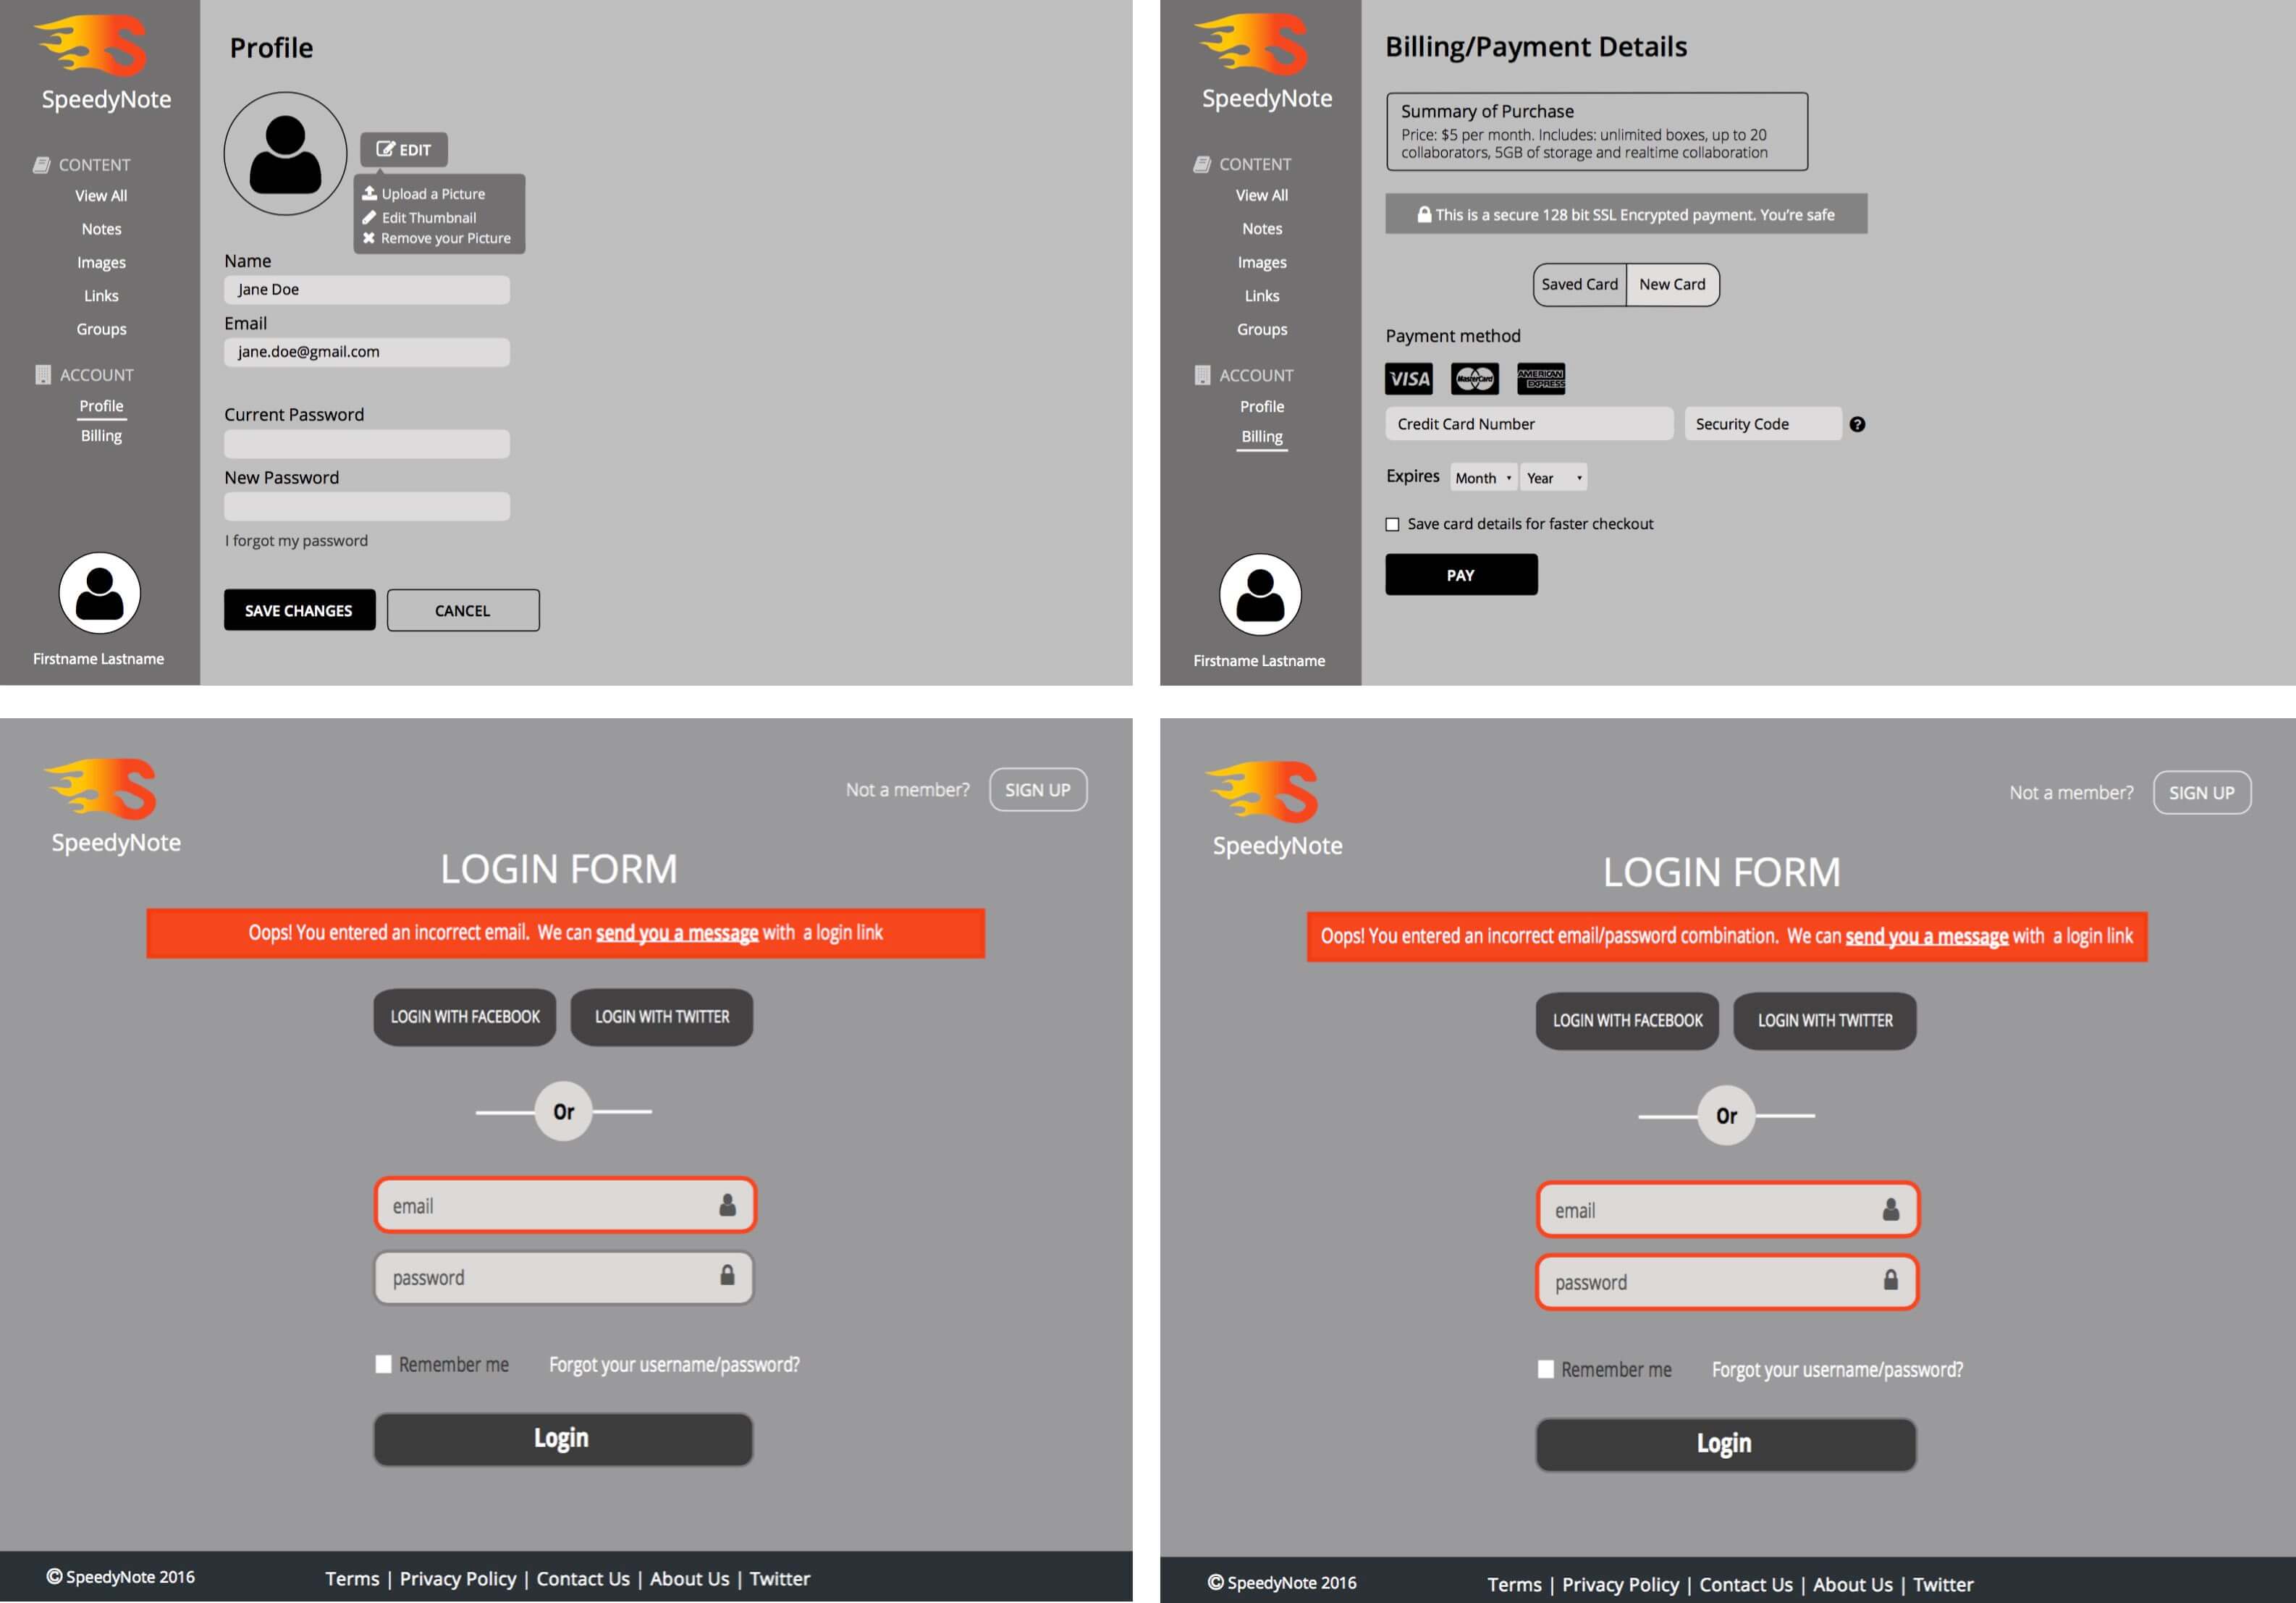 SpeedyNote
CONTENT
View All
Notes
Images
Links
Groups
ACCOUNT
Profile
Billing
Firstname Lastname
Profile
EDIT
Upload a Picture
Edit Thumbnail
Remove your Picture
Name
Jane Doe
Email
jane.doe@gmail.com
Current Password
New Password
I forgot my password
SAVE CHANGES CANCEL
SpeedyNote
CONTENT
View All
Notes
Images
Links
Groups
ACCOUNT
Profile
Billing
Firstname Lastname
Billing/Payment Details
Summary of Purchase
Price: $5 per month. Includes: unlimited boxes, up to 20
collaborators, 5GB of storage and realtime collaboration
This is a secure 128 bit SSL Encrypted payment. You're safe
Saved Card New Card
Payment method
VISA MasterCard AMERICAN EXPRESS
Credit Card Number Security Code ?
Expires Month Year
Save card details for faster checkout
PAY
SpeedyNote
Not a member? SIGN UP
LOGIN FORM
Oops! You entered an incorrect email. We can send you a message with a login link
LOGIN WITH FACEBOOK LOGIN WITH TWITTER
Or
email
password
Remember me Forgot your username/password?
Login
© SpeedyNote 2016 Terms | Privacy Policy | Contact Us | About Us | Twitter
SpeedyNote
Not a member? SIGN UP
LOGIN FORM
Oops! You entered an incorrect email/password combination. We can send you a message with a login link
LOGIN WITH FACEBOOK LOGIN WITH TWITTER
Or
email
password
Remember me Forgot your username/password?
Login
© SpeedyNote 2016 Terms | Privacy Policy | Contact Us | About Us | Twitter